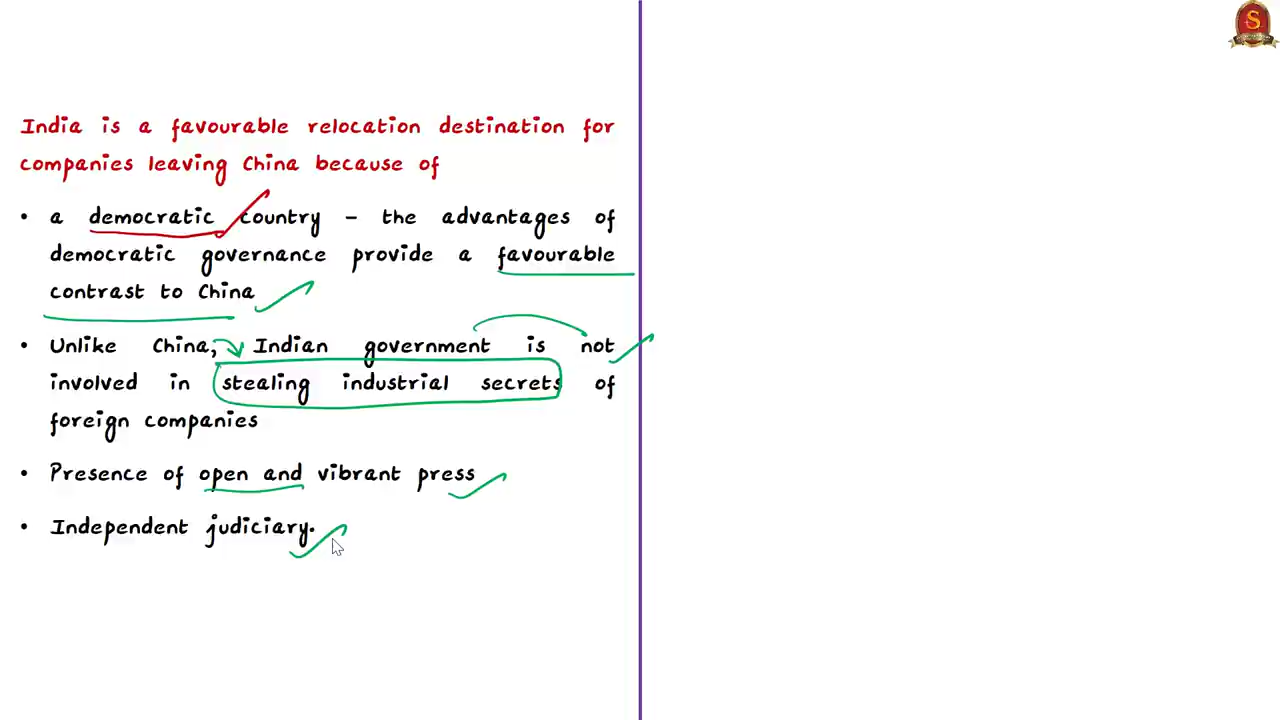 India is a favourable relocation destination for
companies leaving China because of
• a democratic country - the advantages of
democratic governance provide a favourable
contrast to China
• Unlike China, Indian government is not
involved in stealing industrial secrets of
foreign companies
• Presence of open and vibrant press
• Independent judiciary.
S